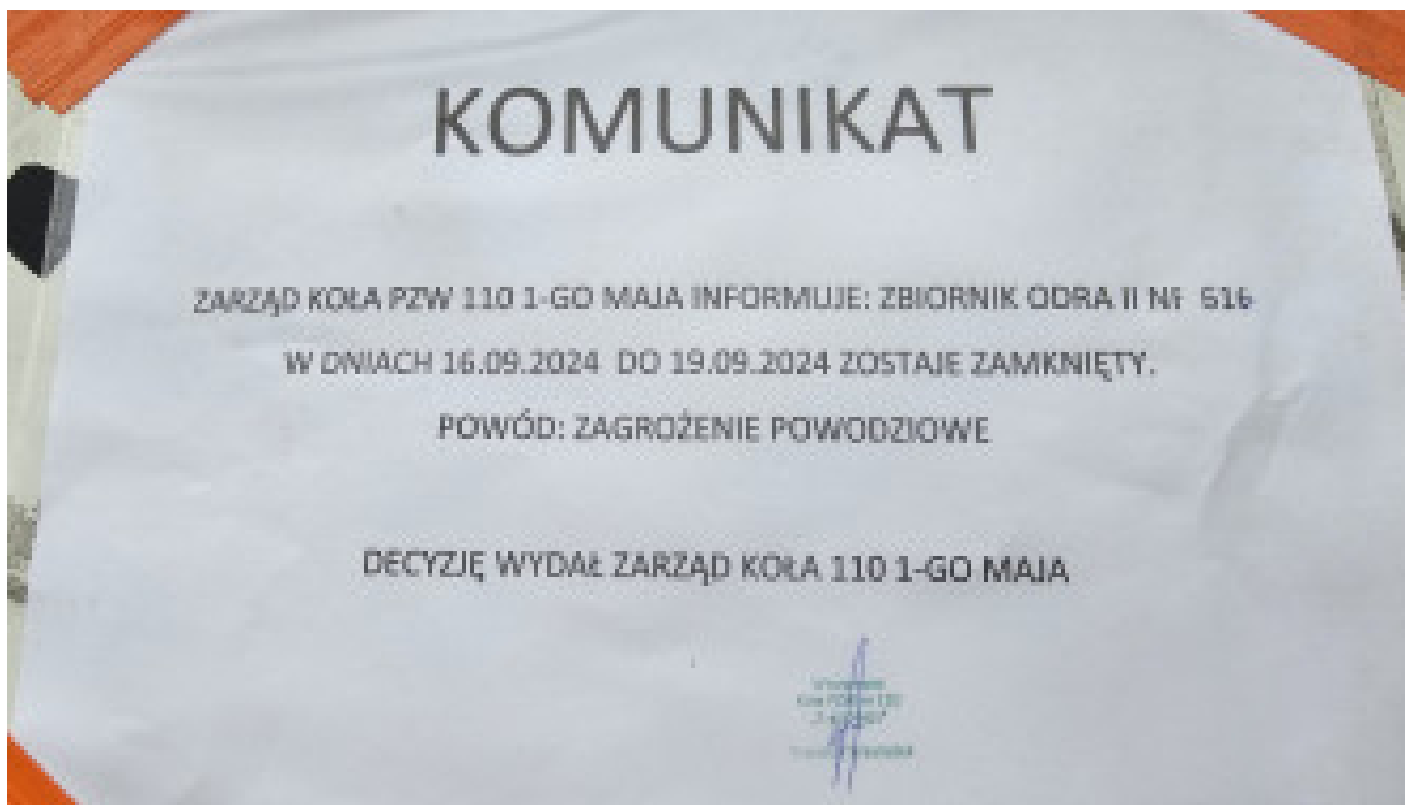 KOMUNIKAT
ZARZĄD KOŁA PZW 110 1-GO MAJA INFORMUJE: ZBIORNIK ODRA II NR 616
W DNIACH 16.09.2024 DO 19.09.2024 ZOSTAJE ZAMKNIĘTY.
POWÓD: ZAGROŻENIE POWODZIOWE
DECYZJĘ WYDAŁ ZARZĄD KOŁA 110 1-GO MAJA